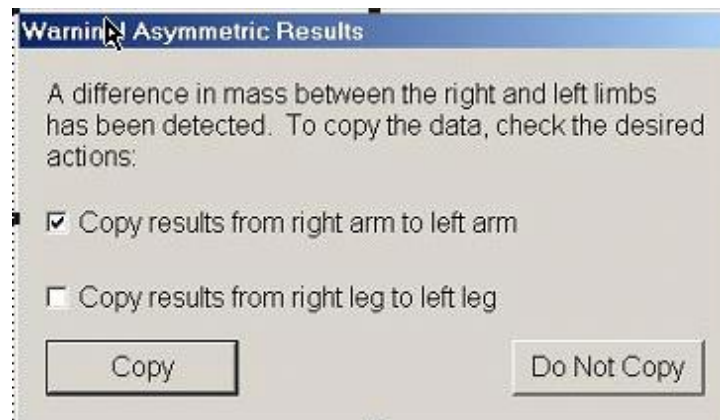 Warning! Asymmetric Results
A difference in mass between the right and left limbs
has been detected. To copy the data, check the desired
actions:
Copy results from right arm to left arm
Copy results from right leg to left leg
Copy
Do Not Copy